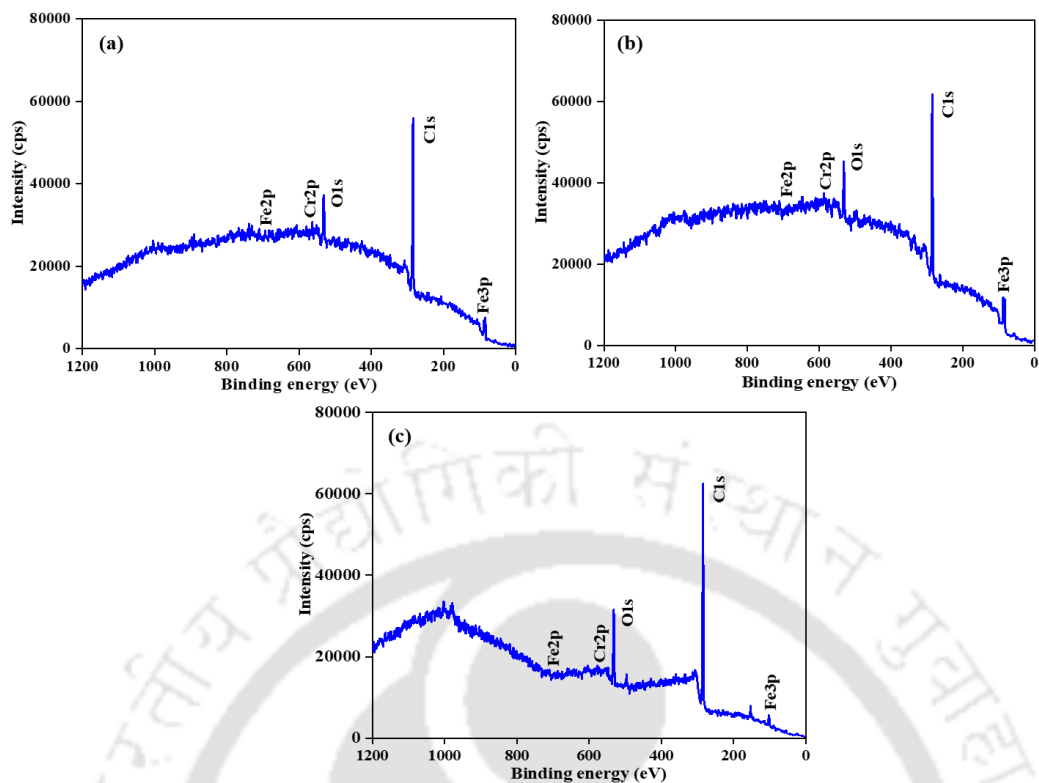 (a)
80000
60000
40000
20000
0
Intensity (cps)
Fe2p
Cr2p
O1s
C1s
Fe3p
1200 1000 800 600 400 200 0
Binding energy (eV)
(b)
80000
60000
40000
20000
0
Intensity (cps)
Fe2p
Cr2p
O1s
C1s
Fe3p
1200 1000 800 600 400 200 0
Binding energy (eV)
(c)
80000
60000
40000
20000
0
Intensity (cps)
Fe2p
Cr2p
O1s
C1s
Fe3p
1200 1000 800 600 400 200 0
Binding energy (eV)
प्रौद्योगिकी संस्थान